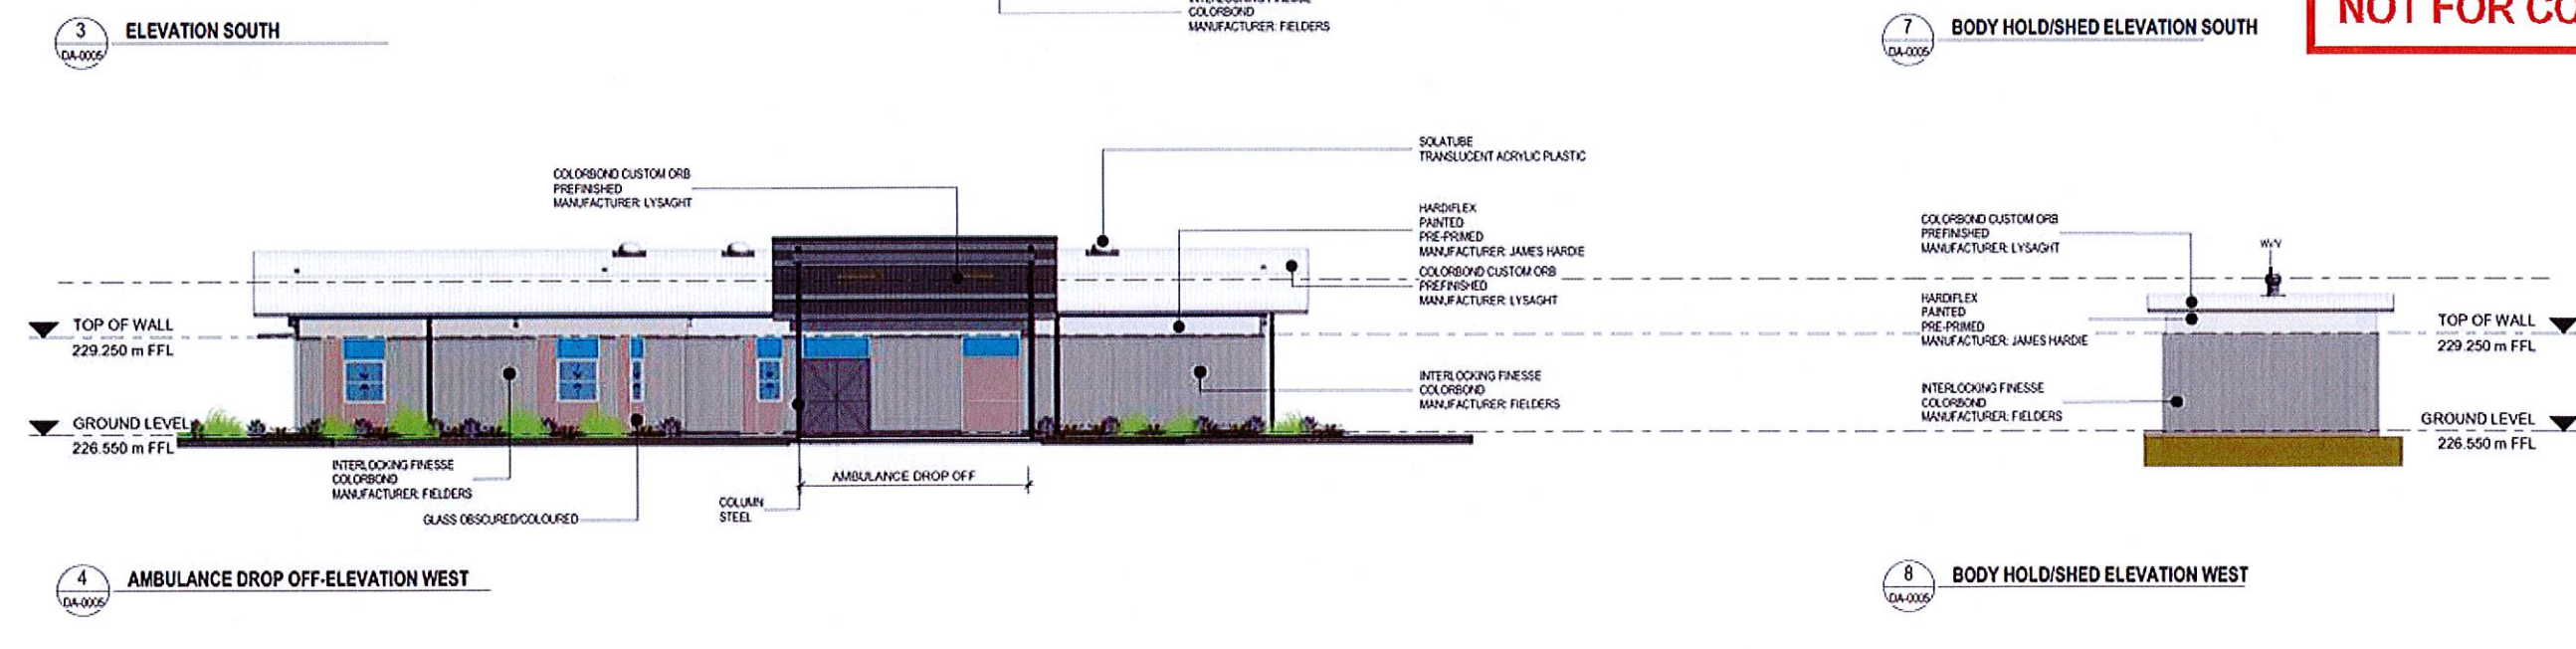 COLORBOND
MANUFACTURER: FIELDERS
3
DA-0005
ELEVATION SOUTH
7
DA-0005
BODY HOLD/SHED ELEVATION SOUTH
NOT FOR CO
SOLATUBE
TRANSLUCENT ACRYLIC PLASTIC
COLORBOND CUSTOM ORB
PREFINISHED
MANUFACTURER: LYSAGHT
HARDIFLEX
PAINTED
PRE-PRIMED
MANUFACTURER: JAMES HARDIE
COLORBOND CUSTOM ORB
PREFINISHED
MANUFACTURER: LYSAGHT
INTERLOCKING FINESSE
COLORBOND
MANUFACTURER: FIELDERS
TOP OF WALL
229.250 m FFL
GROUND LEVEL
226.550 m FFL
INTERLOCKING FINESSE
COLORBOND
MANUFACTURER: FIELDERS
GLASS OBSCURED/COLOURED
COLUMN
STEEL
AMBULANCE DROP OFF
COLORBOND CUSTOM ORB
PREFINISHED
MANUFACTURER: LYSAGHT
HARDIFLEX
PAINTED
PRE-PRIMED
MANUFACTURER: JAMES HARDIE
INTERLOCKING FINESSE
COLORBOND
MANUFACTURER: FIELDERS
TOP OF WALL
229.250 m FFL
GROUND LEVEL
226.550 m FFL
4
DA-0005
AMBULANCE DROP OFF-ELEVATION WEST
8
DA-0005
BODY HOLD/SHED ELEVATION WEST